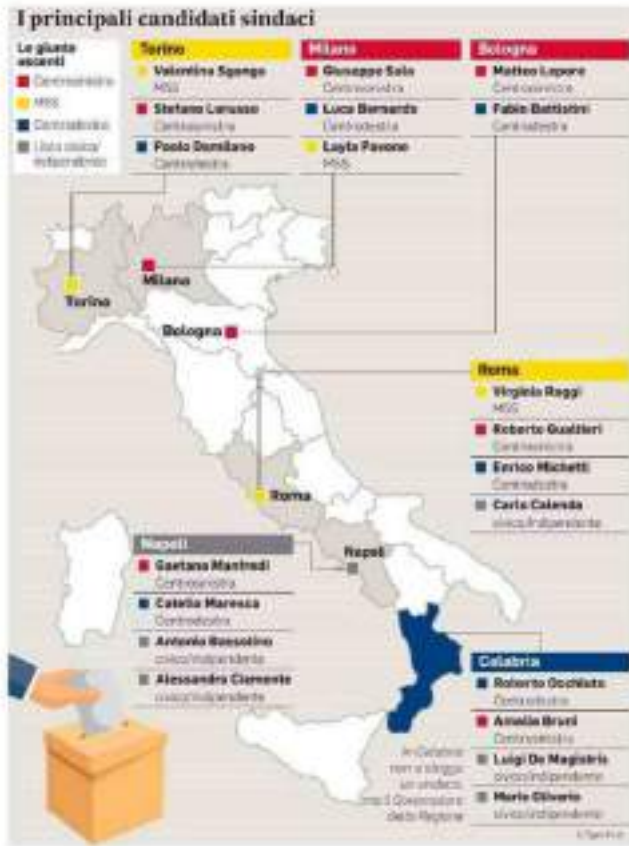 I principali candidati sindaci
Le giunte
uscenti
Centrosinistra
M5S
Centrodestra
Lista civica/
indipendente
Torino
Valentina Sganga
M5S
Stefano Lorusso
Centrosinistra
Paolo Damilano
Centrodestra
Milano
Giuseppe Sala
Centrosinistra
Luca Bernardo
Centrodestra
Layla Pavone
M5S
Bologna
Matteo Lepore
Centrosinistra
Fabio Battistini
Centrodestra
Torino
Milano
Bologna
Roma
Virginia Raggi
M5S
Roberto Gualtieri
Centrosinistra
Enrico Michetti
Centrodestra
Carlo Calenda
civico/indipendente
Roma
Napoli
Napoli
Gaetano Manfredi
Centrosinistra
Catello Maresca
Centrodestra
Antonio Bassolino
civico/indipendente
Alessandra Clemente
civico/indipendente
Calabria
Roberto Occhiuto
Centrodestra
Amalia Bruni
Centrosinistra
Luigi De Magistris
civico/indipendente
Mario Oliverio
civico/indipendente
In Calabria
non si elegge
un sindaco,
ma il Governatore
della Regione